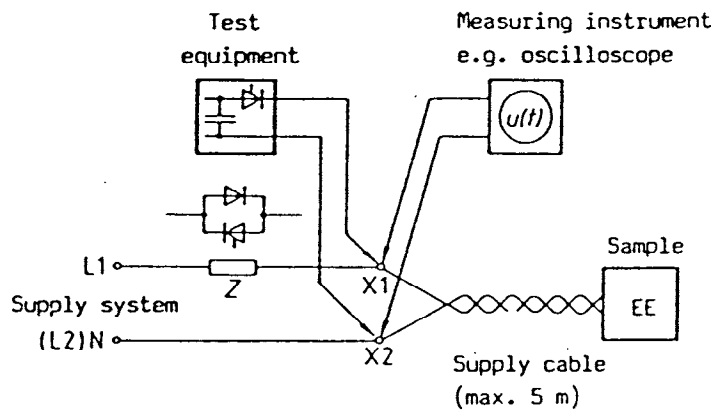 Test
equipment
Measuring instrument
e.g. oscilloscope
u(t)
L1
Z
X1
Sample
EE
Supply system
(L2)N
X2
Supply cable
(max. 5 m)